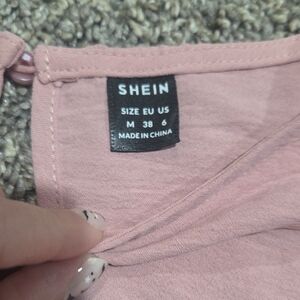 SHEIN
SIZE EU US
M 38 6
MADE IN CHINA